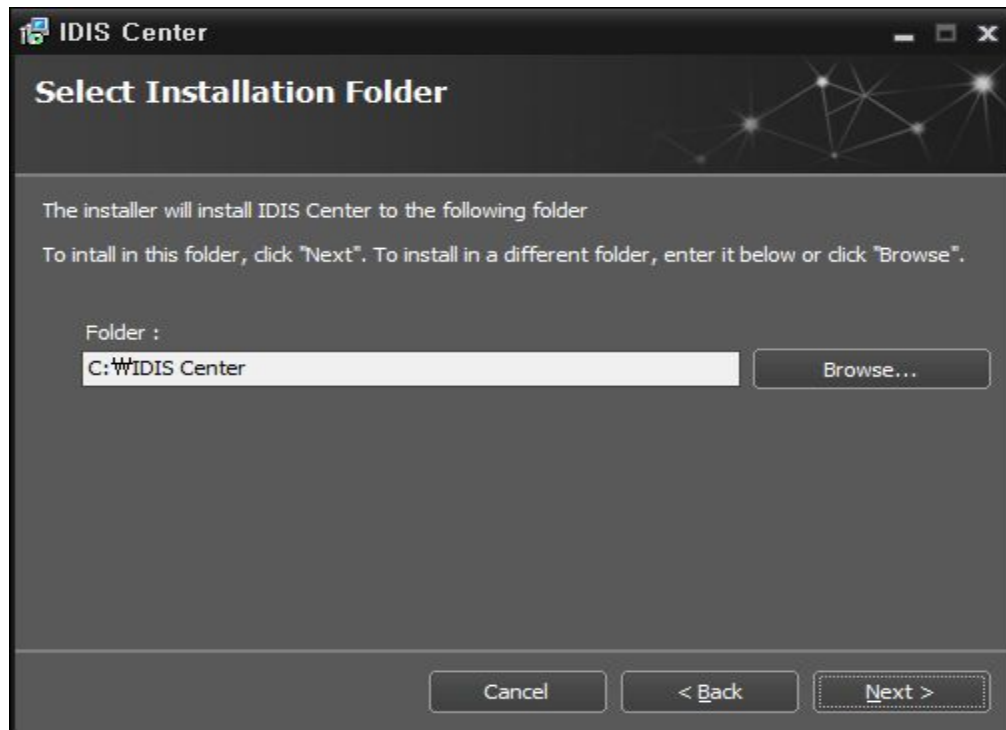 IDIS Center
Select Installation Folder
The installer will install IDIS Center to the following folder
To intall in this folder, click "Next". To install in a different folder, enter it below or click "Browse".
Folder :
C:₩IDIS Center
Browse...
Cancel
< Back
Next >